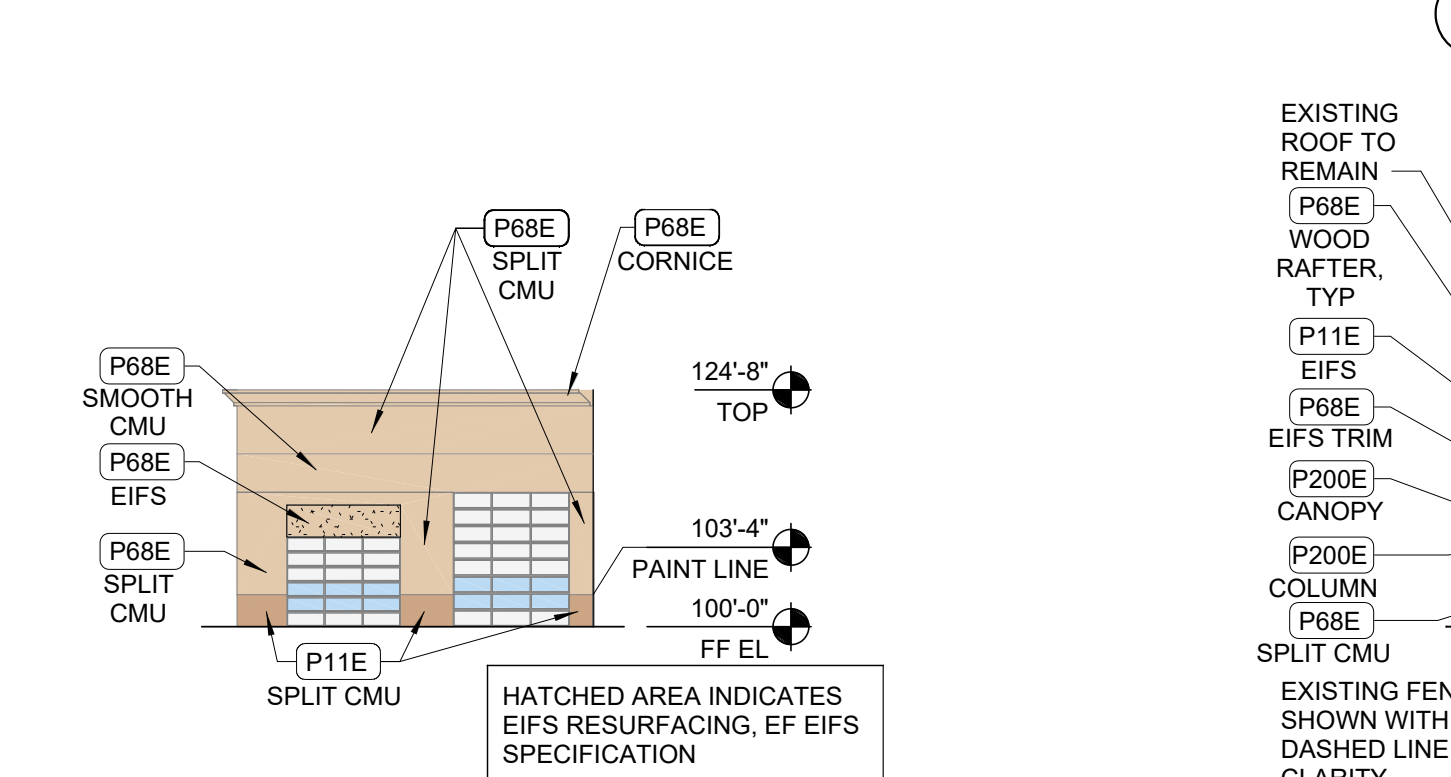 P68E
SPLIT
CMU
P68E
CORNICE
P68E
SMOOTH
CMU
P68E
EIFS
P68E
SPLIT
CMU
P11E
SPLIT CMU
124'-8"
TOP
103'-4"
PAINT LINE
100'-0"
FF EL
HATCHED AREA INDICATES
EIFS RESURFACING, EF EIFS
SPECIFICATION
EXISTING
ROOF TO
REMAIN
P68E
WOOD
RAFTER,
TYP
P11E
EIFS
P68E
EIFS TRIM
P200E
CANOPY
P200E
COLUMN
P68E
SPLIT CMU
EXISTING FEN
SHOWN WITH
DASHED LINE
CLARITY